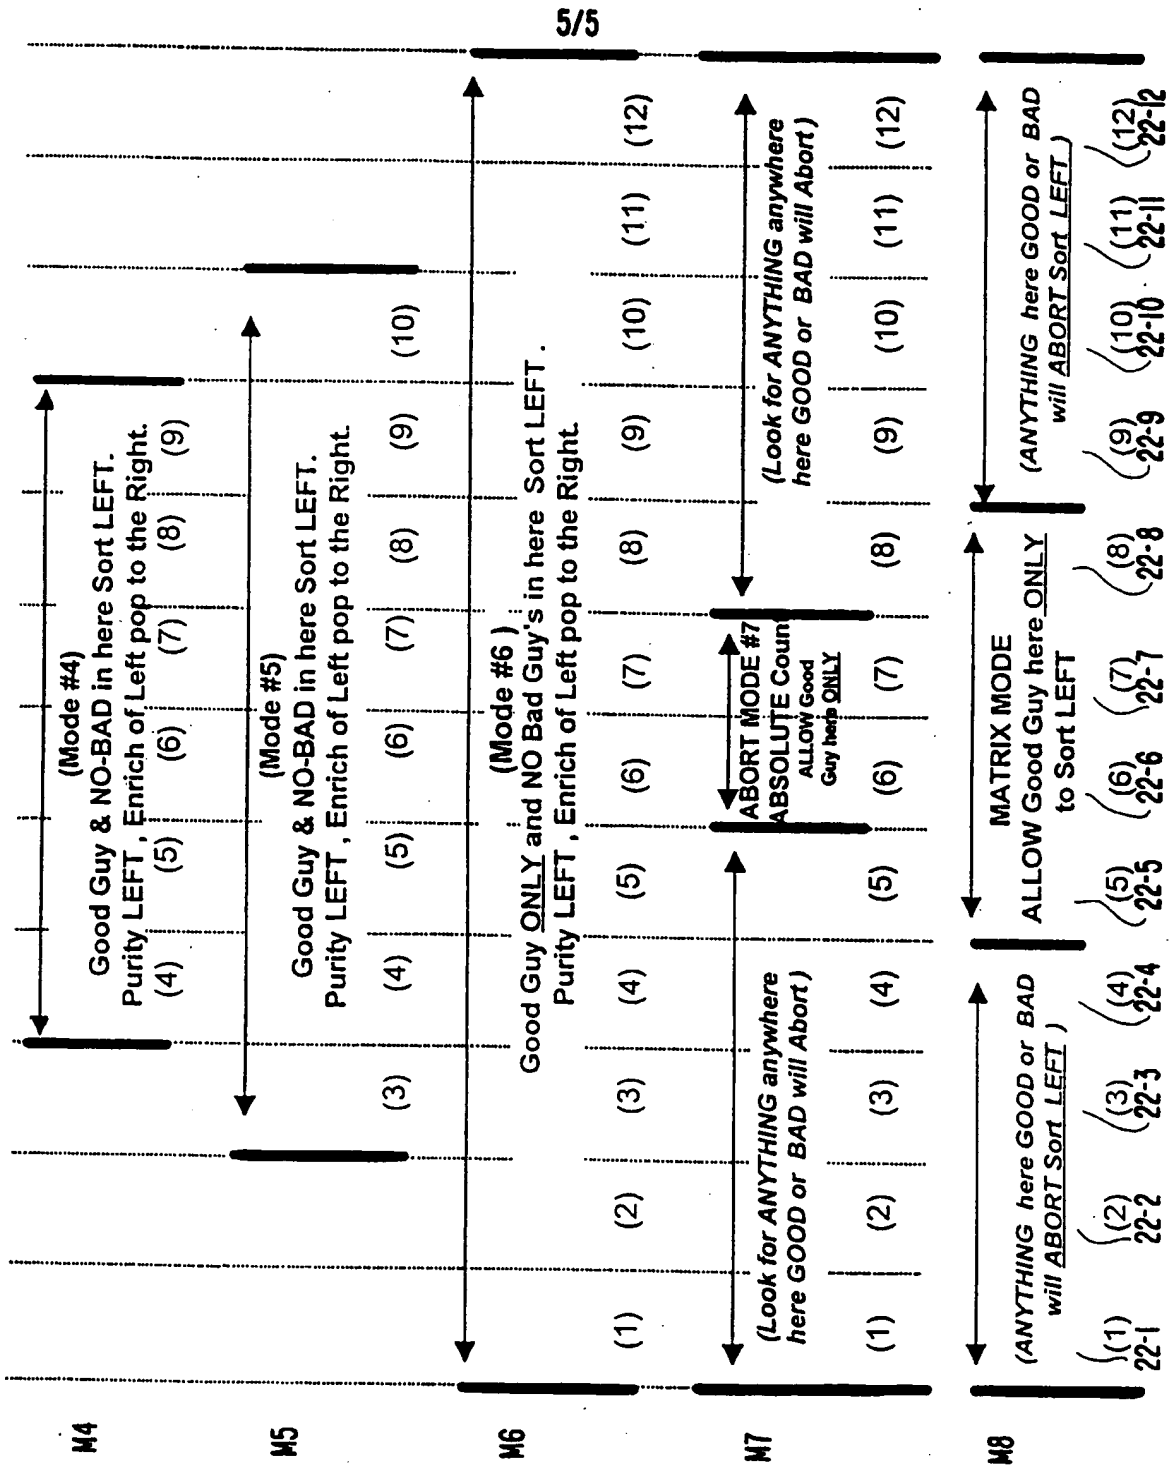 5/5
M4
(Mode #4)
Good Guy & NO-BAD in here Sort LEFT.
Purity LEFT , Enrich of Left pop to the Right.
(4) (5) (6) (7) (8) (9)
M5
(Mode #5)
Good Guy & NO-BAD in here Sort LEFT.
Purity LEFT , Enrich of Left pop to the Right.
(3) (4) (5) (6) (7) (8) (9) (10)
M6
(Mode #6 )
Good Guy ONLY and NO Bad Guy's in here Sort LEFT .
Purity LEFT , Enrich of Left pop to the Right.
(1) (2) (3) (4) (5) (6) (7) (8) (9) (10) (11) (12)
M7
(Look for ANYTHING anywhere
here GOOD or BAD will Abort )
ABORT MODE #7
ABSOLUTE Count
ALLOW Good
Guy here ONLY
(Look for ANYTHING anywhere
here GOOD or BAD will Abort )
(1) (2) (3) (4) (5) (6) (7) (8) (9) (10) (11) (12)
M8
(ANYTHING here GOOD or BAD
will ABORT Sort LEFT )
MATRIX MODE
ALLOW Good Guy here ONLY
to Sort LEFT
(ANYTHING here GOOD or BAD
will ABORT Sort LEFT )
(1) (2) (3) (4) (5) (6) (7) (8) (9) (10) (11) (12)
22-1 22-2 22-3 22-4 22-5 22-6 22-7 22-8 22-9 22-10 22-11 22-12